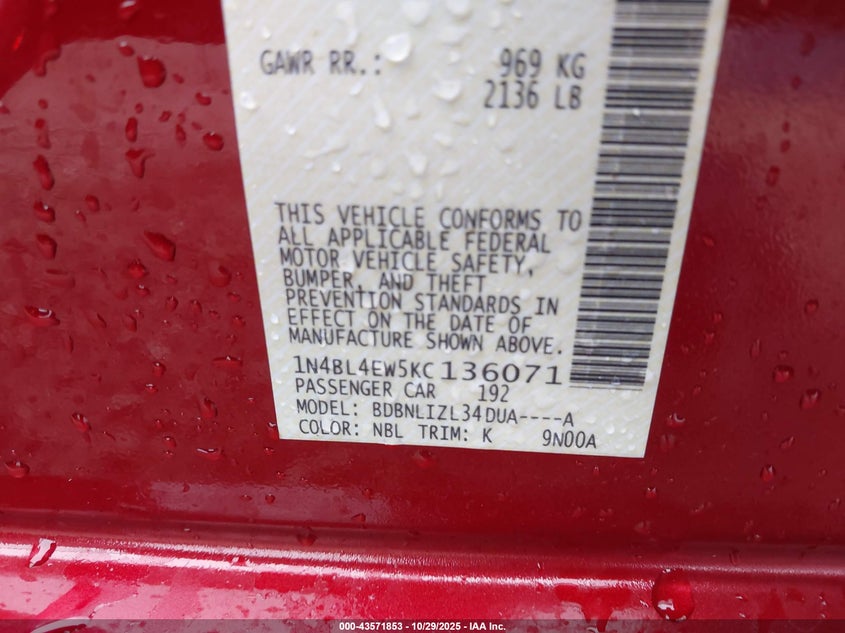 GAWR RR.: 969 KG
2136 LB
THIS VEHICLE CONFORMS TO
ALL APPLICABLE FEDERAL
MOTOR VEHICLE SAFETY,
BUMPER, AND THEFT
PREVENTION STANDARDS IN
EFFECT ON THE DATE OF
MANUFACTURE SHOWN ABOVE.
1N4BL4EW5KC136071
PASSENGER CAR 192
MODEL: BDBNLIZL34DUA----A
COLOR: NBL TRIM: K 9N00A
000-43571853 - 10/29/2025 - IAA Inc.